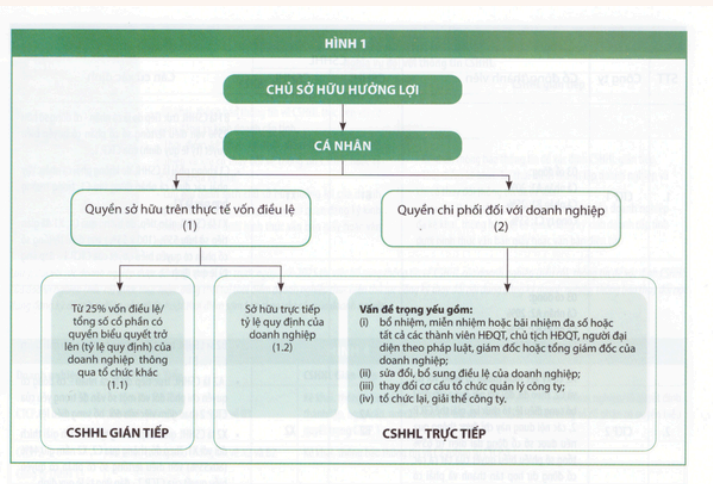 HÌNH 1
CHỦ SỞ HỮU HƯỞNG LỢI
CÁ NHÂN
Quyền sở hữu trên thực tế vốn điều lệ
(1)
Quyền chi phối đối với doanh nghiệp
(2)
Từ 25% vốn điều lệ/
tổng số cổ phần có
quyền biểu quyết trở
lên (tỷ lệ quy định) của
doanh nghiệp thông
qua tổ chức khác
(1.1)
Sở hữu trực tiếp
tỷ lệ quy định của
doanh nghiệp
(1.2)
Vấn đề trọng yếu gồm:
(i) bổ nhiệm, miễn nhiệm hoặc bãi nhiệm đa số hoặc
tất cả các thành viên HĐQT, chủ tịch HĐQT, người đại
diện theo pháp luật, giám đốc hoặc tổng giám đốc của
doanh nghiệp;
(ii) sửa đổi, bổ sung điều lệ của doanh nghiệp;
(iii) thay đổi cơ cấu tổ chức quản lý công ty;
(iv) tổ chức lại, giải thể công ty.
CSHHL GIÁN TIẾP
CSHHL TRỰC TIẾP